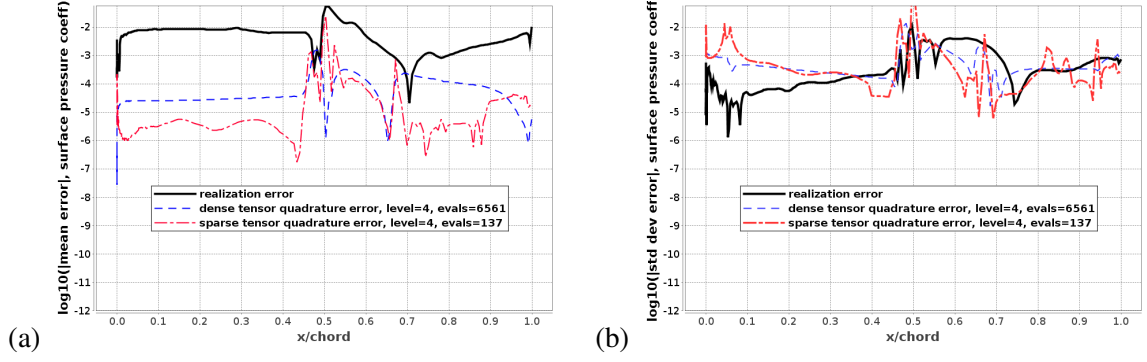 log10(|mean error|, surface pressure coeff)
-2
-3
-4
-5
-6
-7
-8
-9
-10
-11
-12
realization error
dense tensor quadrature error, level=4, evals=6561
sparse tensor quadrature error, level=4, evals=137
0.0 0.1 0.2 0.3 0.4 0.5 0.6 0.7 0.8 0.9 1.0
x/chord
(a)
log10(|std dev error|, surface pressure coeff)
-2
-3
-4
-5
-6
-7
-8
-9
-10
-11
-12
realization error
dense tensor quadrature error, level=4, evals=6561
sparse tensor quadrature error, level=4, evals=137
0.0 0.1 0.2 0.3 0.4 0.5 0.6 0.7 0.8 0.9 1.0
x/chord
(b)